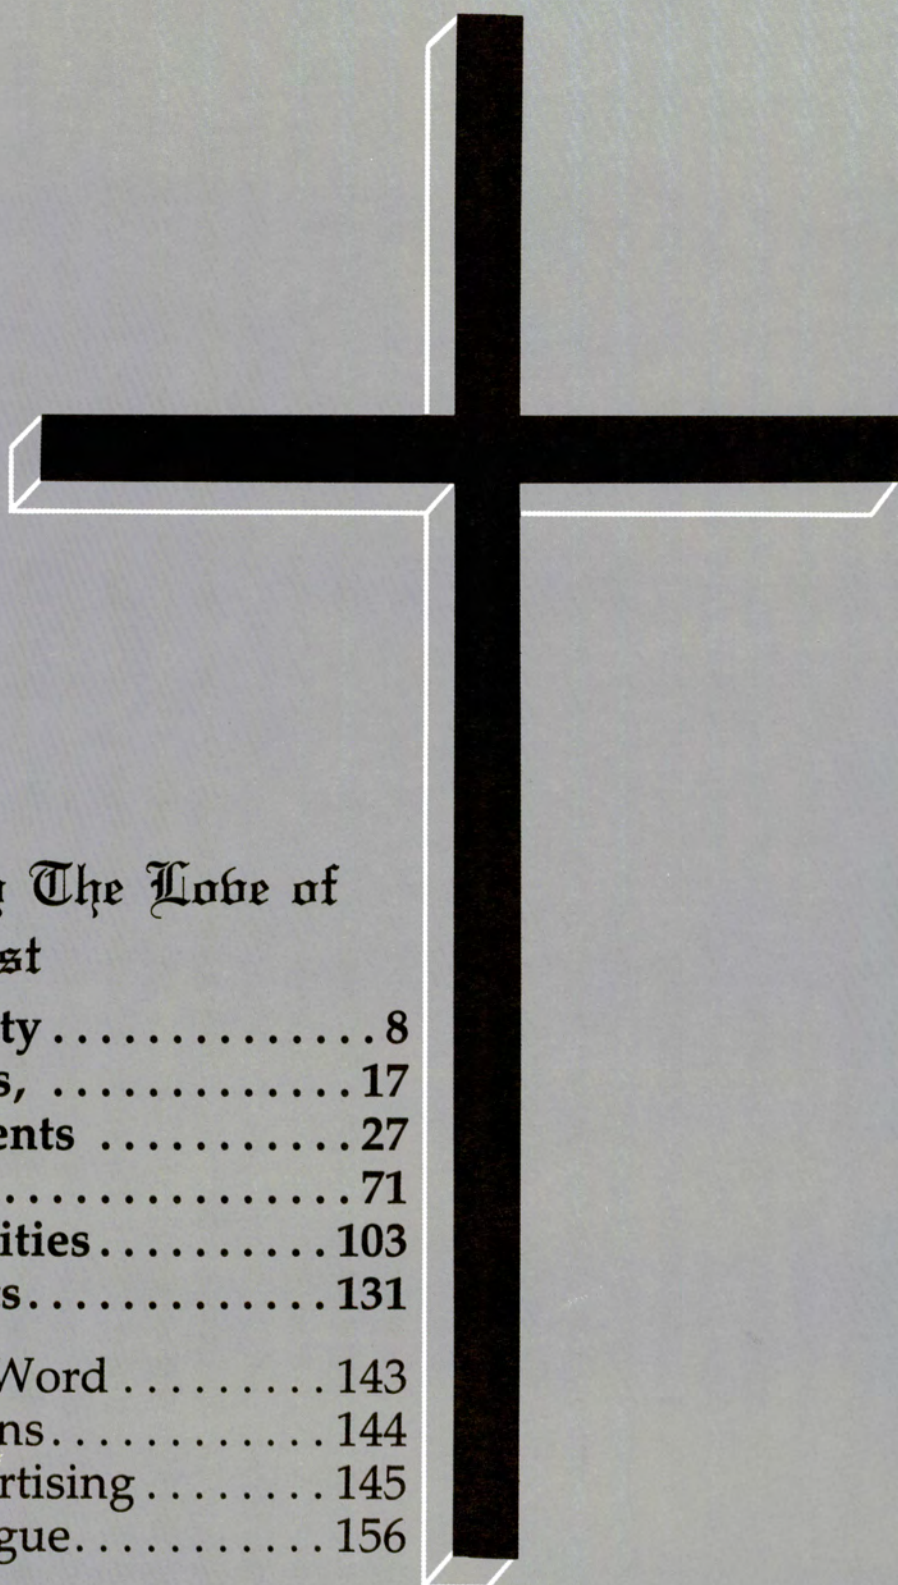 The Love of
st
ty .............. 8
s, ............. 17
ents ........... 27
................ 71
ities .......... 103
s ............. 131
Word ......... 143
ns ............ 144
rtising ........ 145
gue ........... 156